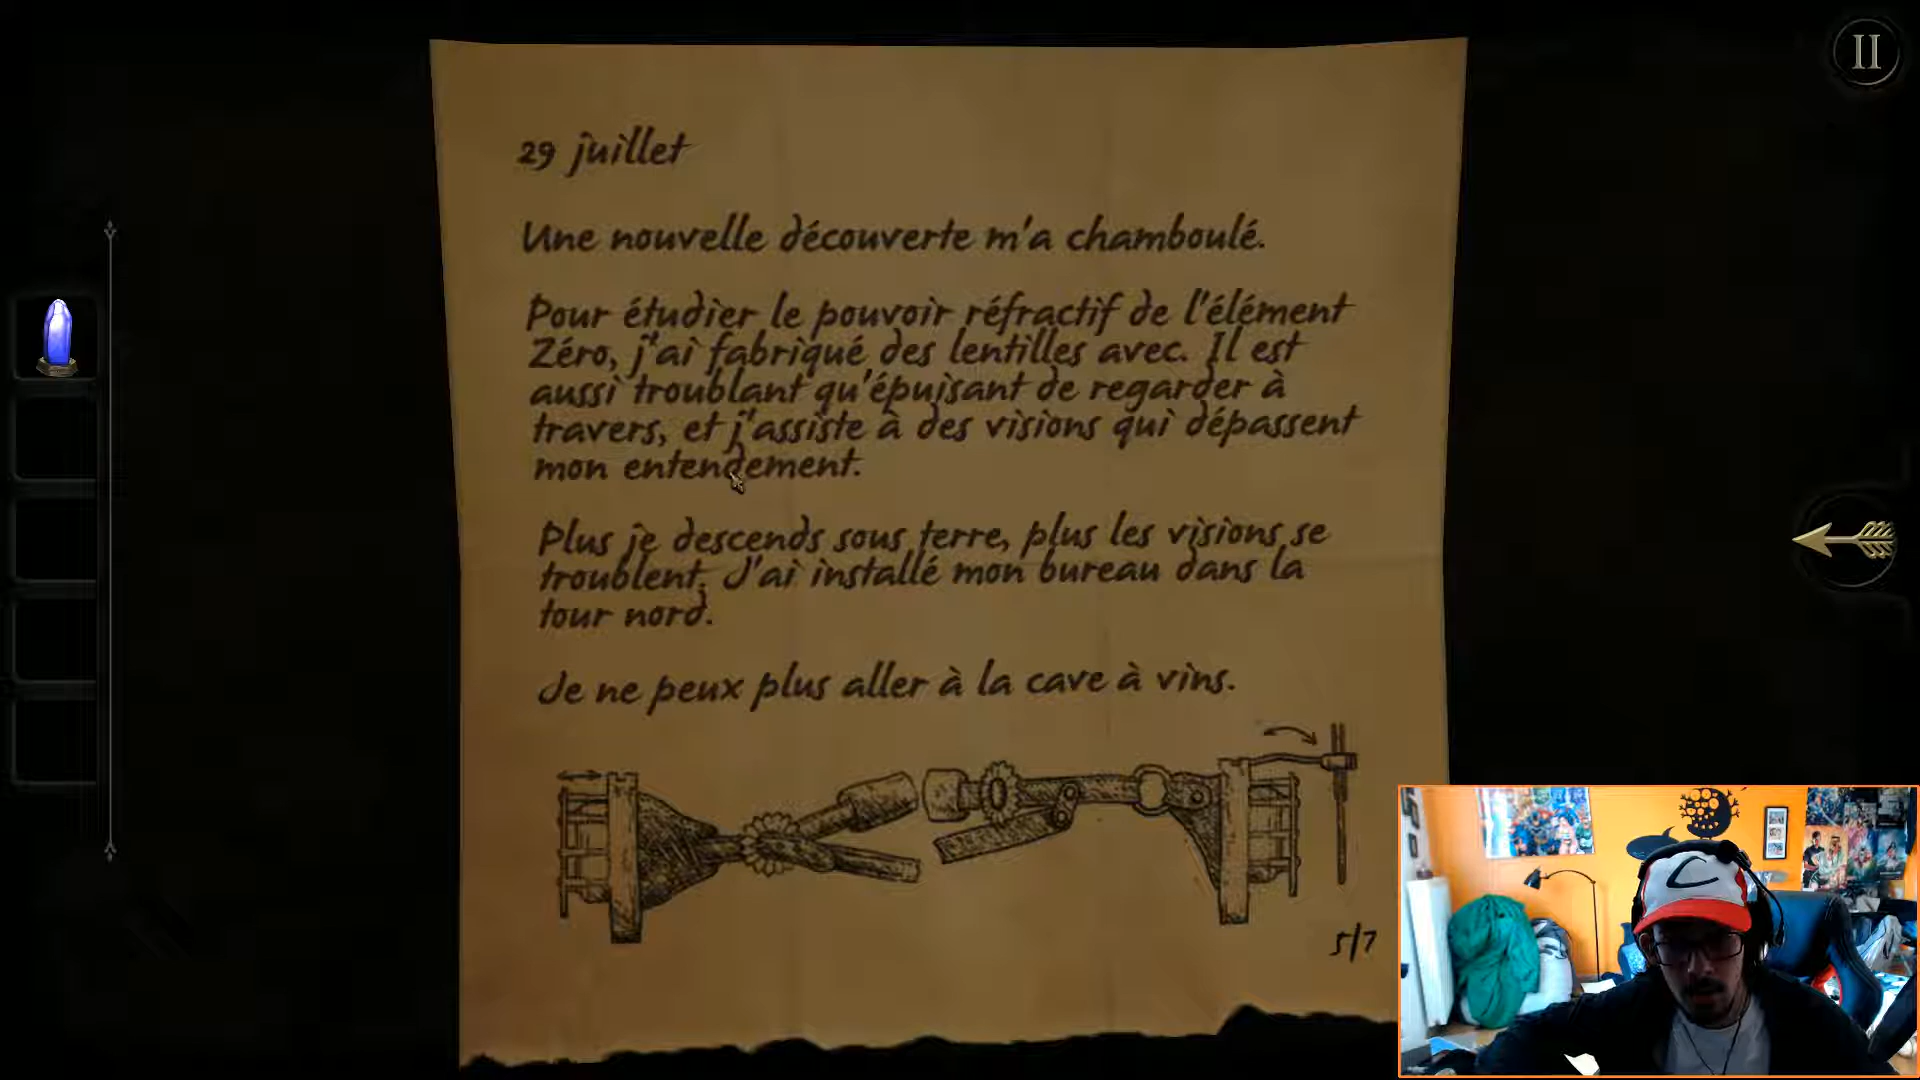 29 juillet
Une nouvelle découverte m'a chamboulé.
Pour étudier le pouvoir réfractif de l'élément
Zéro, j'ai fabriqué des lentilles avec. Il est
aussi troublant qu'épuisant de regarder à
travers, et j'assiste à des visions qui dépassent
mon entendement.
Plus je descends sous terre, plus les visions se
troublent. J'ai installé mon bureau dans la
tour nord.
Je ne peux plus aller à la cave à vins.
5/7